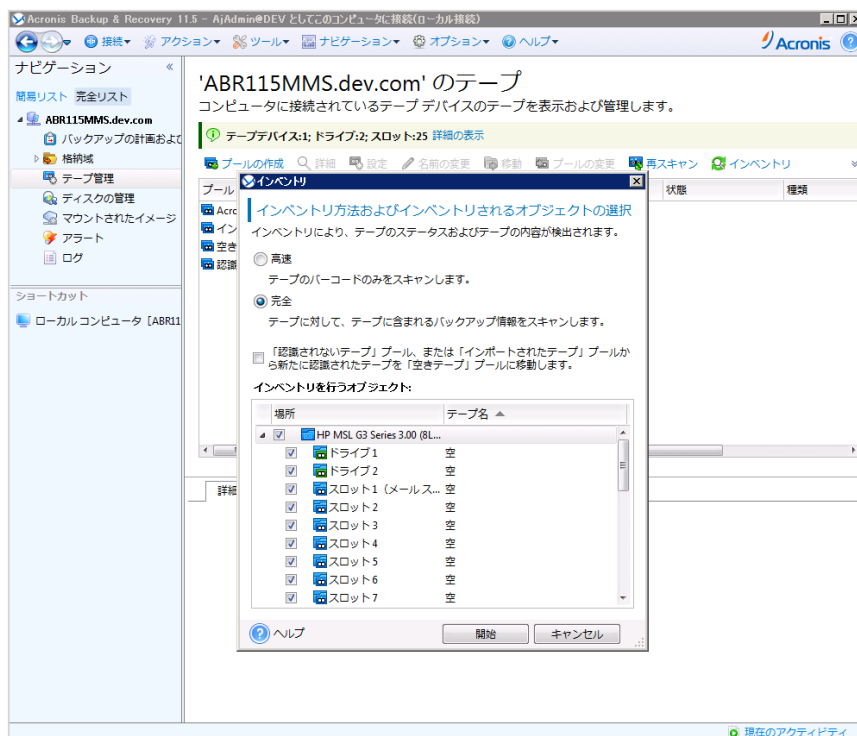 Acronis Backup & Recovery 11.5 - AjAdmin@DEV としてこのコンピュータに接続(ローカル接続)
接続 アクション ツール ナビゲーション オプション ヘルプ Acronis
ナビゲーション
簡易リスト 完全リスト
ABR115MMS.dev.com
バックアップの計画およ
格納域
テープ管理
ディスクの管理
マウントされたイメージ
アラート
ログ
ショートカット
ローカル コンピュータ [ABR11
'ABR115MMS.dev.com' のテープ
コンピュータに接続されているテープ デバイスのテープを表示および管理します。
テープデバイス:1; ドライブ:2; スロット:25 詳細の表示
プールの作成 詳細 設定 名前の変更 移動 プールの変更 再スキャン インベントリ
プール 状態 種類
Acro
イン
空き
認識
詳細
インベントリ
インベントリ方法およびインベントリされるオブジェクトの選択
インベントリにより、テープのステータスおよびテープの内容が検出されます。
高速
テープのバーコードのみをスキャンします。
完全
テープに対して、テープに含まれるバックアップ情報をスキャンします。
「認識されないテープ」プール、または「インポートされたテープ」プールか
ら新たに認識されたテープを「空きテープ」プールに移動します。
インベントリを行うオブジェクト:
場所 テープ名
HP MSL G3 Series 3.00 (8L...
ドライブ 1 空
ドライブ 2 空
スロット 1 (メール ス... 空
スロット 2 空
スロット 3 空
スロット 4 空
スロット 5 空
スロット 6 空
スロット 7 空
ヘルプ 開始 キャンセル
現在のアクティビティ